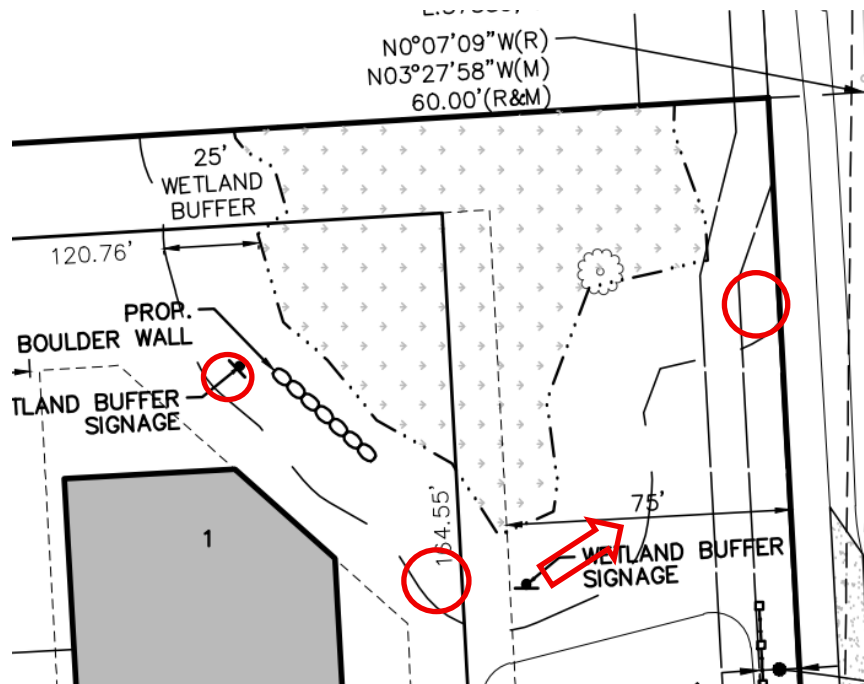 N0°07'09"W(R)
N03°27'58"W(M)
60.00'(R&M)
25'
WETLAND
BUFFER
120.76'
PROP.
BOULDER WALL
TLAND BUFFER
SIGNAGE
1
75'
WETLAND BUFFER
SIGNAGE